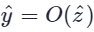 ŷ = O(ẑ)